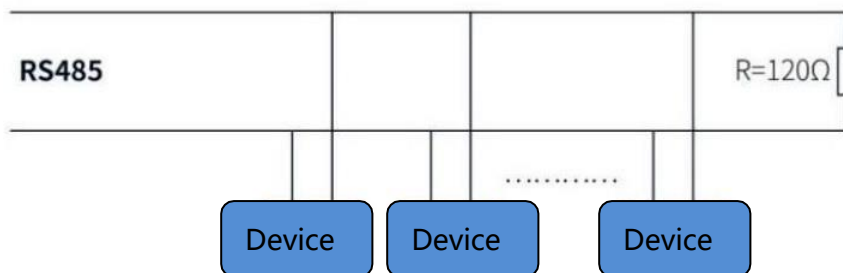 RS485
R=120Ω
…………
Device
Device
Device